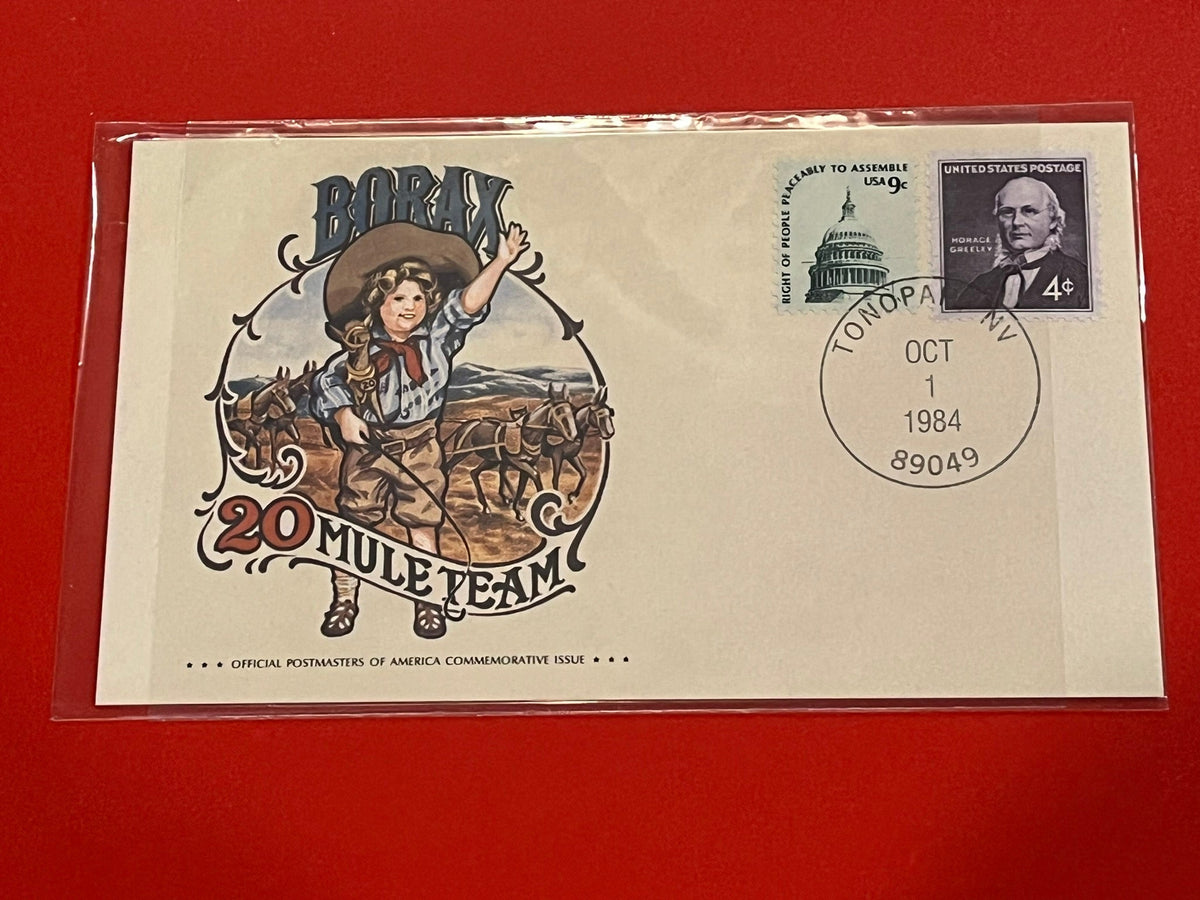 BORAX
20 MULE TEAM
★ ★ ★ OFFICIAL POSTMASTERS OF AMERICA COMMEMORATIVE ISSUE ★ ★ ★
RIGHT OF PEOPLE PEACEABLY TO ASSEMBLE
USA 9c
UNITED STATES POSTAGE
HORACE
GREELEY
4¢
TONOPAH NV
OCT
1
1984
89049